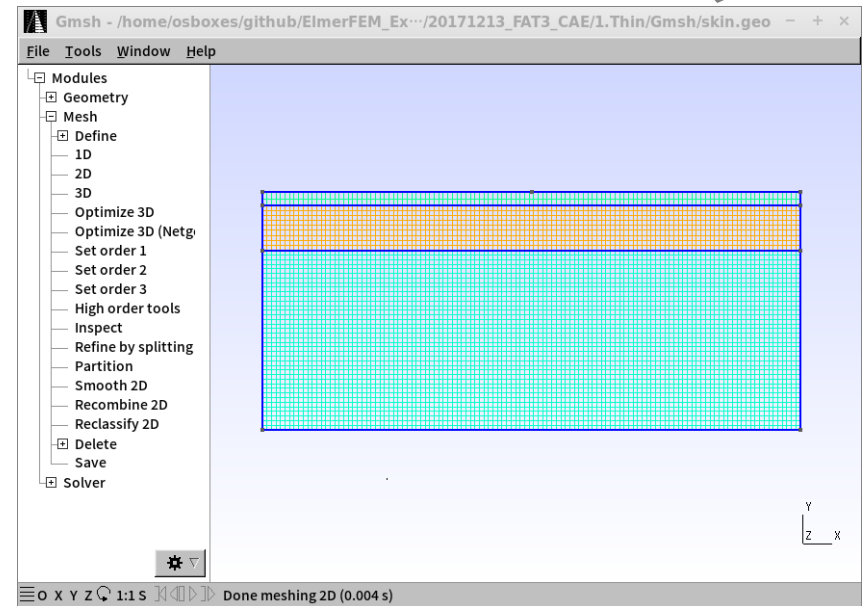 Gmsh - /home/osboxes/github/ElmerFEM_Ex···/20171213_FAT3_CAE/1.Thin/Gmsh/skin.geo
File Tools Window Help
Modules
Geometry
Mesh
Define
1D
2D
3D
Optimize 3D
Optimize 3D (Netg
Set order 1
Set order 2
Set order 3
High order tools
Inspect
Refine by splitting
Partition
Smooth 2D
Recombine 2D
Reclassify 2D
Delete
Save
Solver
Y
Z X
O X Y Z 1:1 S Done meshing 2D (0.004 s)